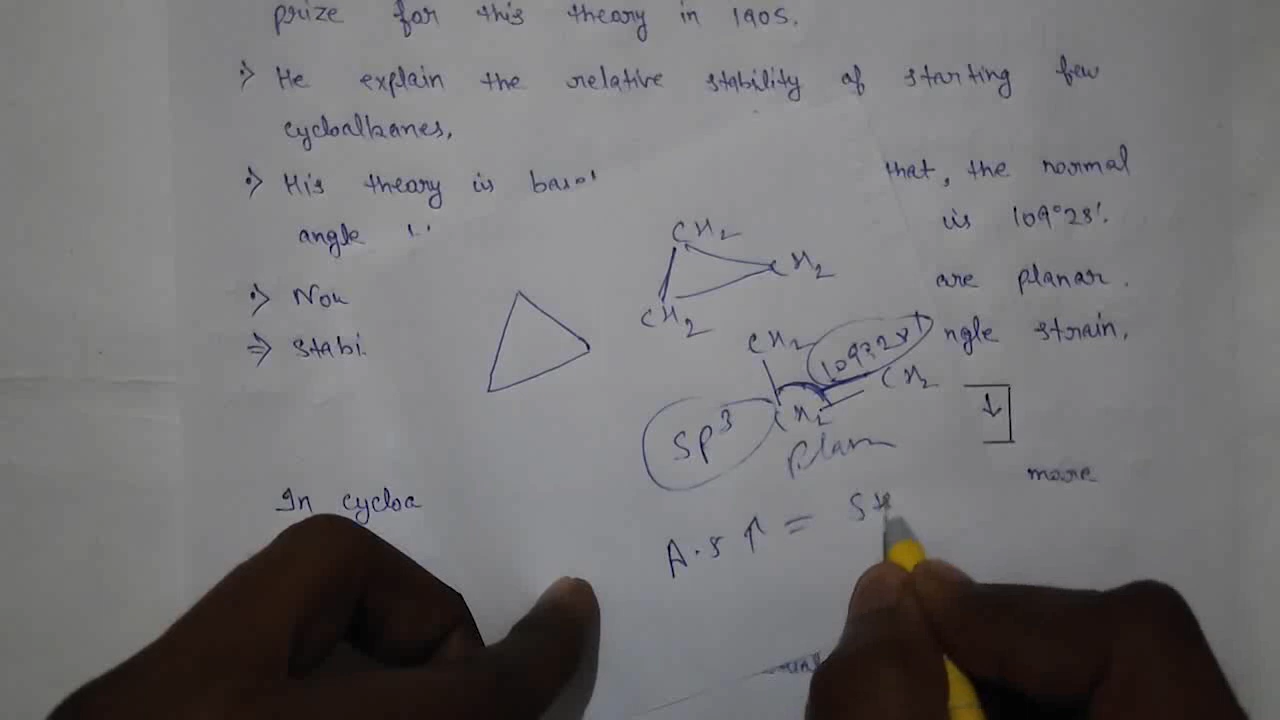 prize for this theory in 1905.
:> He explain the relative stability of starting few
cycloalkanes.
:> His theory is that, the normal
angle is 109°28'.
:> are planar.
=> Stabi ngle strain.
CH2
CH2
CH2
CH2 109°28'
CH2
SP3 CH2
Plan
more
In cycloa
A.S ↑ = St